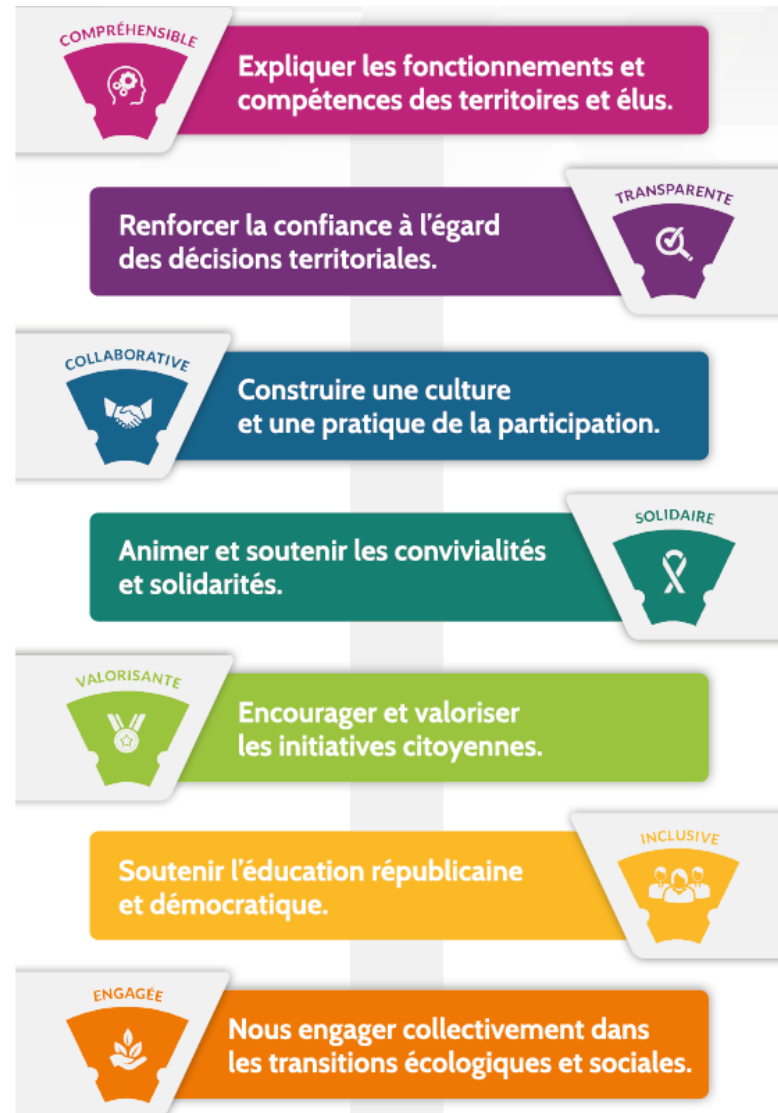 COMPRÉHENSIBLE
Expliquer les fonctionnements et
compétences des territoires et élus.
TRANSPARENTE
Renforcer la confiance à l’égard
des décisions territoriales.
COLLABORATIVE
Construire une culture
et une pratique de la participation.
SOLIDAIRE
Animer et soutenir les convivialités
et solidarités.
VALORISANTE
Encourager et valoriser
les initiatives citoyennes.
INCLUSIVE
Soutenir l’éducation républicaine
et démocratique.
ENGAGÉE
Nous engager collectivement dans
les transitions écologiques et sociales.